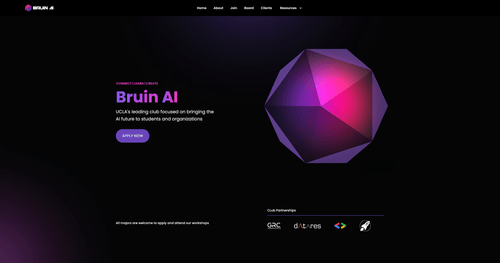 BRUIN AI
Home About Join Board Clients Resources
CONNECT | LEARN | CREATE
Bruin AI
UCLA's leading club focused on bringing the
AI future to students and organizations
APPLY NOW
Club Partnerships
All majors are welcome to apply and attend our workshops
GRC datares